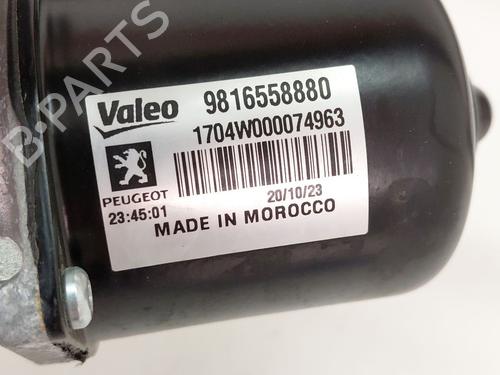 Valeo 9816558880
1704W000074963
PEUGEOT
23:45:01
20/10/23
MADE IN MOROCCO
B PARTS